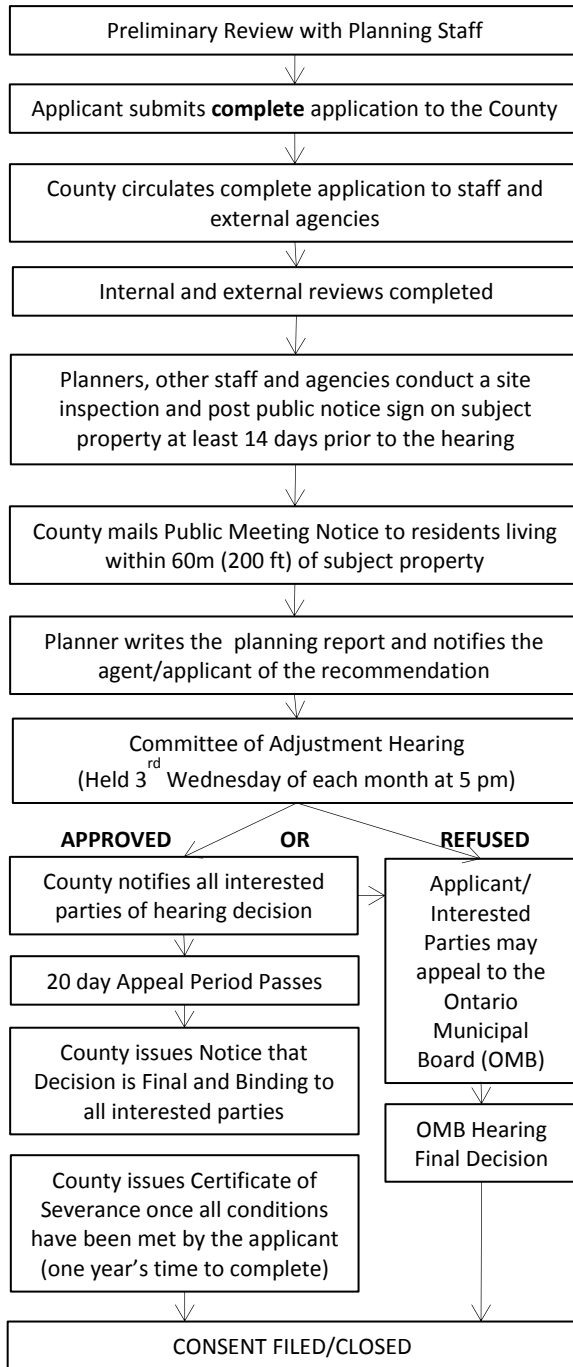 Preliminary Review with Planning Staff
Applicant submits complete application to the County
County circulates complete application to staff and
external agencies
Internal and external reviews completed
Planners, other staff and agencies conduct a site
inspection and post public notice sign on subject
property at least 14 days prior to the hearing
County mails Public Meeting Notice to residents living
within 60m (200 ft) of subject property
Planner writes the  planning report and notifies the
agent/applicant of the recommendation
Committee of Adjustment Hearing
(Held 3rd Wednesday of each month at 5 pm)
APPROVED OR REFUSED
County notifies all interested
parties of hearing decision
20 day Appeal Period Passes
County issues Notice that
Decision is Final and Binding to
all interested parties
County issues Certificate of
Severance once all conditions
have been met by the applicant
(one year's time to complete)
Applicant/
Interested
Parties may
appeal to the
Ontario
Municipal
Board (OMB)
OMB Hearing
Final Decision
CONSENT FILED/CLOSED